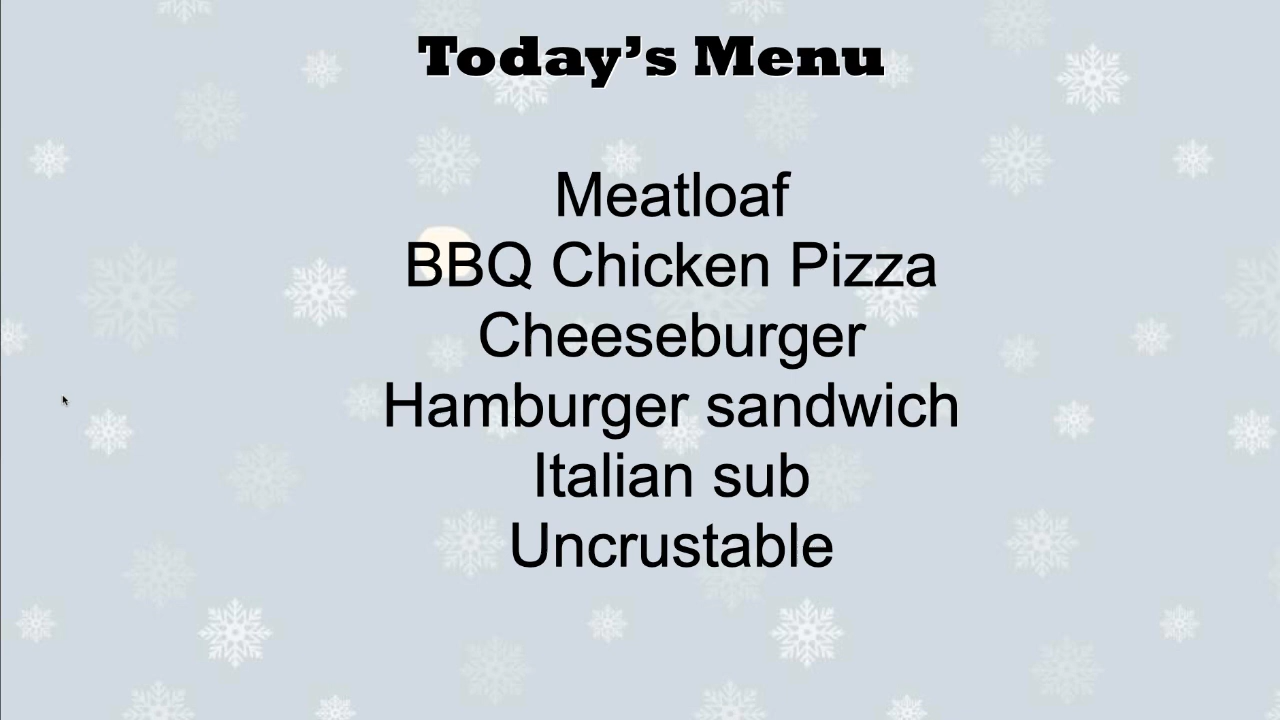 Today’s Menu
Meatloaf
BBQ Chicken Pizza
Cheeseburger
Hamburger sandwich
Italian sub
Uncrustable